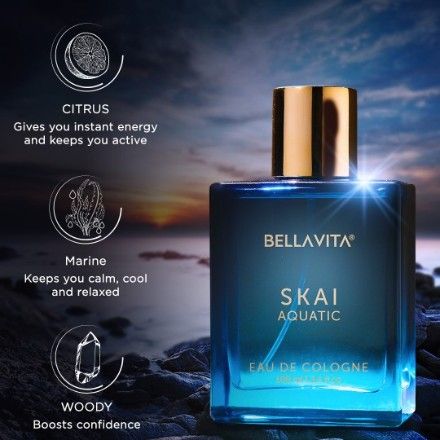 CITRUS
Gives you instant energy
and keeps you active
Marine
Keeps you calm, cool
and relaxed
WOODY
Boosts confidence
BELLAVITA®
SKAI
AQUATIC
EAU DE COLOGNE